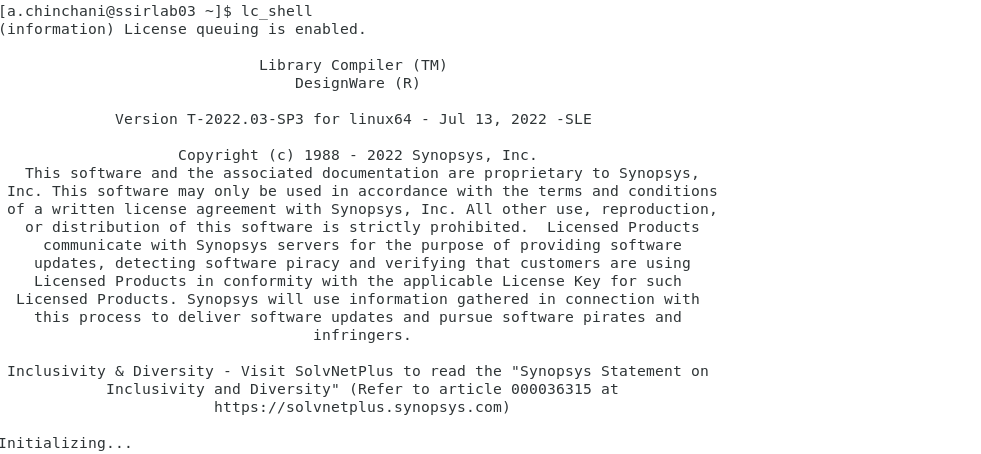 [a.chinchani@ssirlab03 ~]$ lc_shell
(information) License queuing is enabled.
Library Compiler (TM)
DesignWare (R)
Version T-2022.03-SP3 for linux64 - Jul 13, 2022 -SLE
Copyright (c) 1988 - 2022 Synopsys, Inc.
This software and the associated documentation are proprietary to Synopsys,
Inc. This software may only be used in accordance with the terms and conditions
of a written license agreement with Synopsys, Inc. All other use, reproduction,
or distribution of this software is strictly prohibited.  Licensed Products
communicate with Synopsys servers for the purpose of providing software
updates, detecting software piracy and verifying that customers are using
Licensed Products in conformity with the applicable License Key for such
Licensed Products. Synopsys will use information gathered in connection with
this process to deliver software updates and pursue software pirates and
infringers.
Inclusivity & Diversity - Visit SolvNetPlus to read the "Synopsys Statement on
Inclusivity and Diversity" (Refer to article 000036315 at
https://solvnetplus.synopsys.com)
Initializing...